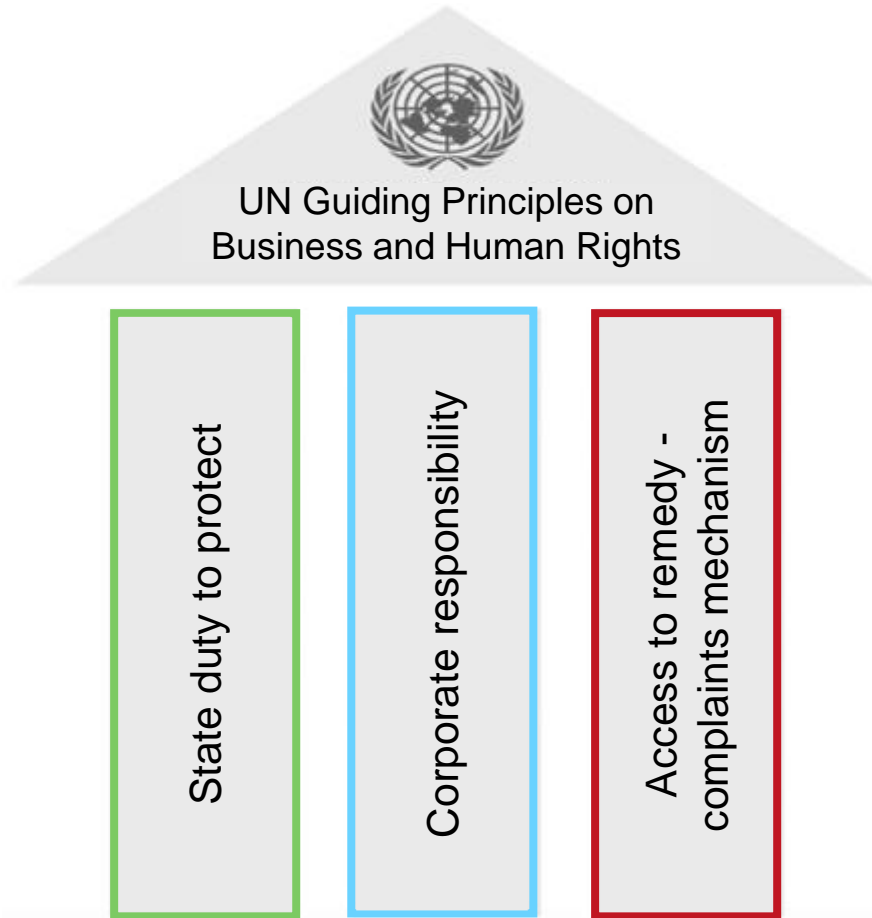 UN Guiding Principles on
Business and Human Rights
State duty to protect
Corporate responsibility
Access to remedy -
complaints mechanism